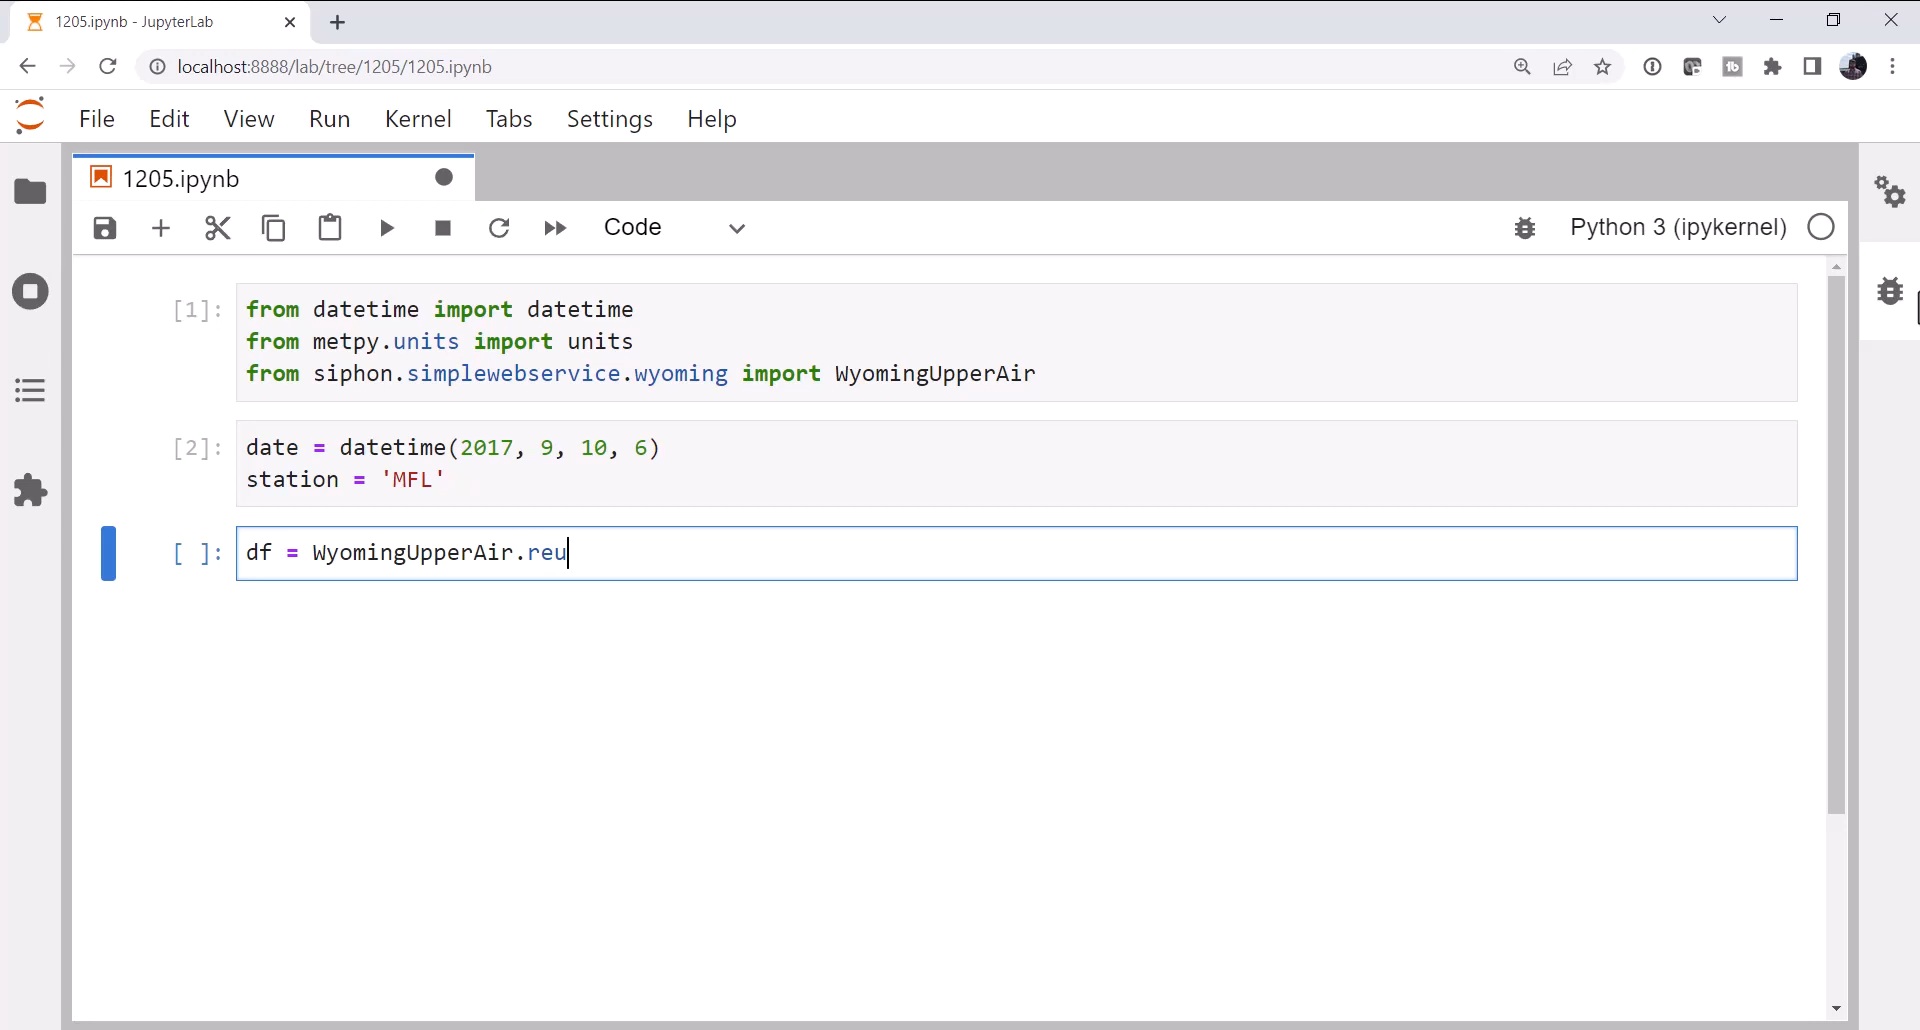 1205.ipynb - JupyterLab
localhost:8888/lab/tree/1205/1205.ipynb
File Edit View Run Kernel Tabs Settings Help
1205.ipynb
Code
Python 3 (ipykernel)
[1]:
from datetime import datetime
from metpy.units import units
from siphon.simplewebservice.wyoming import WyomingUpperAir
[2]:
date = datetime(2017, 9, 10, 6)
station = 'MFL'
[ ]:
df = WyomingUpperAir.reu